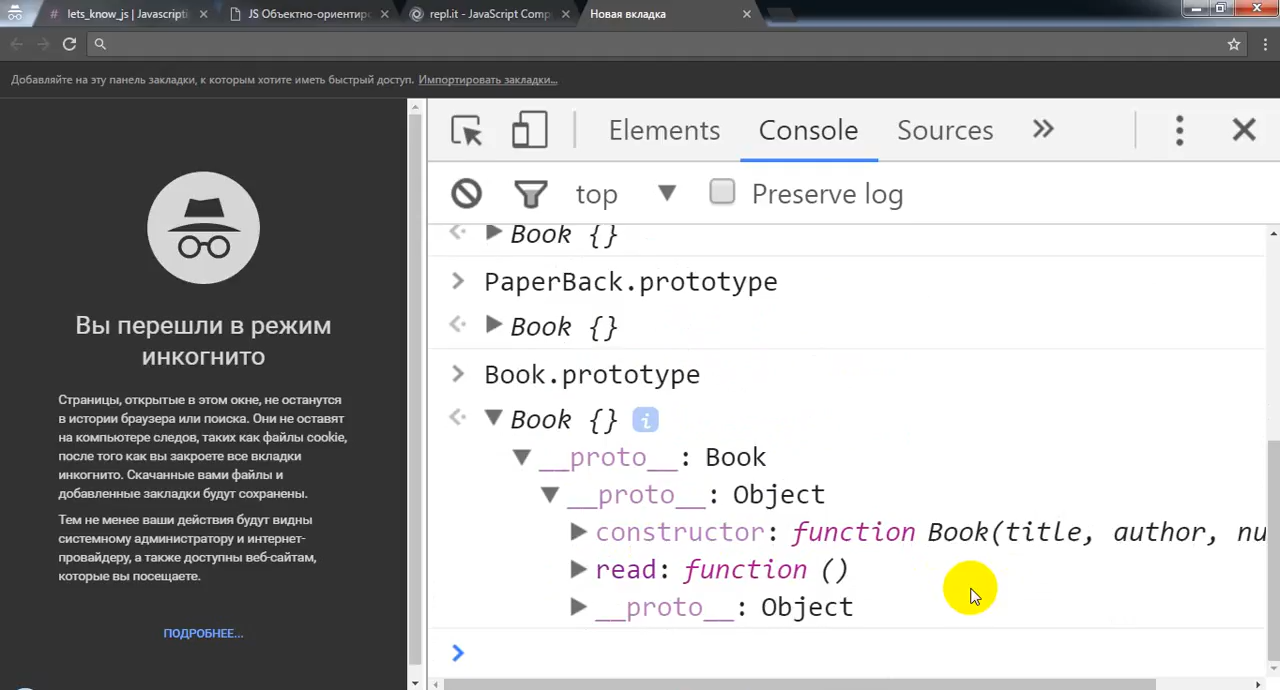 # lets_know_js | Javascript
JS Объектно-ориентир
repl.it - JavaScript Comp
Новая вкладка
Добавляйте на эту панель закладки, к которым хотите иметь быстрый доступ. Импортировать закладки...
Elements Console Sources
top Preserve log
Вы перешли в режим
инкогнито
Страницы, открытые в этом окне, не останутся
в истории браузера или поиска. Они не оставят
на компьютере следов, таких как файлы cookie,
после того как вы закроете все вкладки
инкогнито. Скачанные вами файлы и
добавленные закладки будут сохранены.
Тем не менее ваши действия будут видны
системному администратору и интернет-
провайдеру, а также доступны веб-сайтам,
которые вы посещаете.
ПОДРОБНЕЕ...
Book {}
PaperBack.prototype
Book {}
Book.prototype
Book {} i
__proto__: Book
__proto__: Object
constructor: function Book(title, author, nu
read: function ()
__proto__: Object